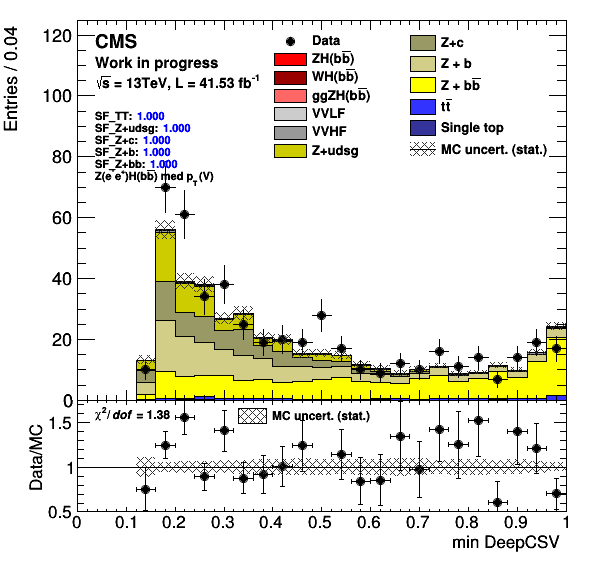 Entries / 0.04
120
100
80
60
40
20
0
CMS
Work in progress
√s = 13TeV, L = 41.53 fb⁻¹
SF_TT: 1.000
SF_Z+udsg: 1.000
SF_Z+c: 1.000
SF_Z+b: 1.000
SF_Z+bb: 1.000
Z(e⁻e⁺)H(bb̅) med p_T(V)
Data
ZH(bb̅)
WH(bb̅)
ggZH(bb̅)
VVLF
VVHF
Z+udsg
Z+c
Z + b
Z + bb̅
tt̅
Single top
MC uncert. (stat.)
Data/MC
1.5
1
0.5
χ²/dof = 1.38
MC uncert. (stat.)
0 0.1 0.2 0.3 0.4 0.5 0.6 0.7 0.8 0.9 1
min DeepCSV